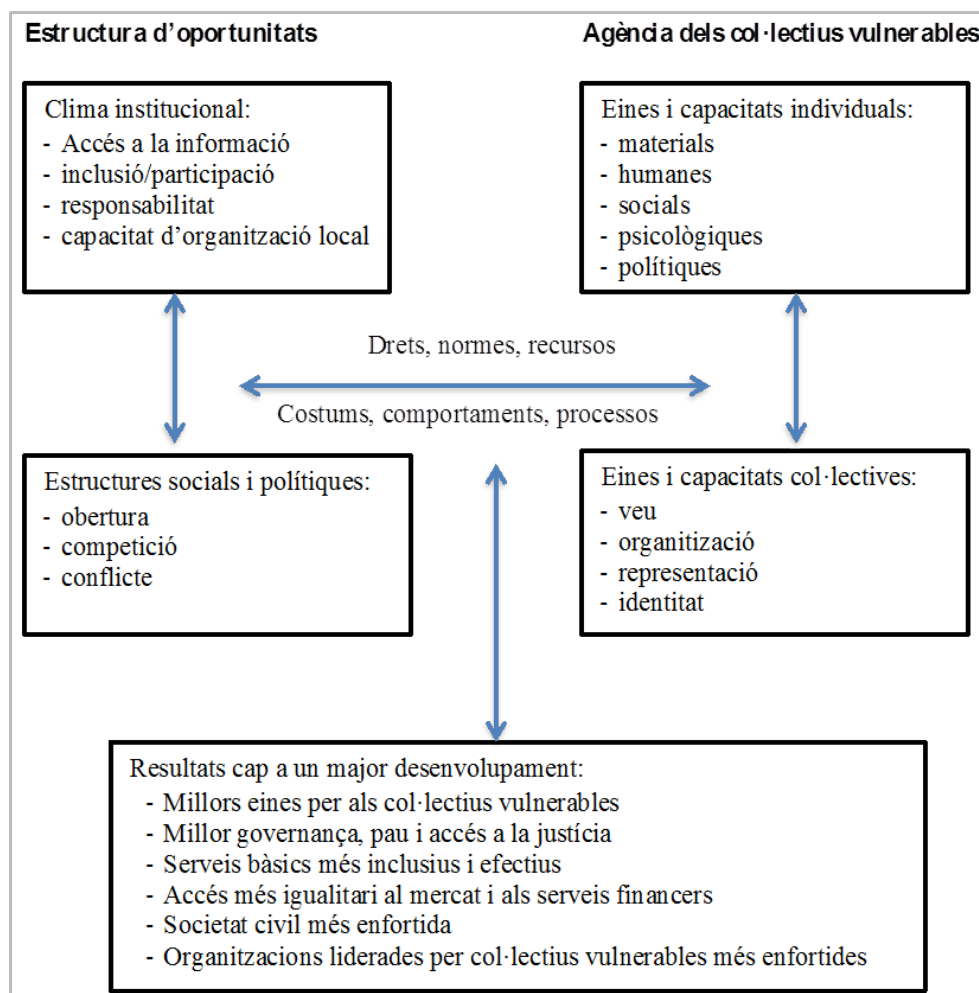 Estructura d’oportunitats
Agència dels col·lectius vulnerables
Clima institucional:
- Accés a la informació
- inclusió/participació
- responsabilitat
- capacitat d’organització local
Eines i capacitats individuals:
- materials
- humanes
- socials
- psicològiques
- polítiques
Drets, normes, recursos
Costums, comportaments, processos
Estructures socials i polítiques:
- obertura
- competició
- conflicte
Eines i capacitats col·lectives:
- veu
- organitizació
- representació
- identitat
Resultats cap a un major desenvolupament:
- Millors eines per als col·lectius vulnerables
- Millor governança, pau i accés a la justícia
- Serveis bàsics més inclusius i efectius
- Accés més igualitari al mercat i als serveis financers
- Societat civil més enfortida
- Organitzacions liderades per col·lectius vulnerables més enfortides